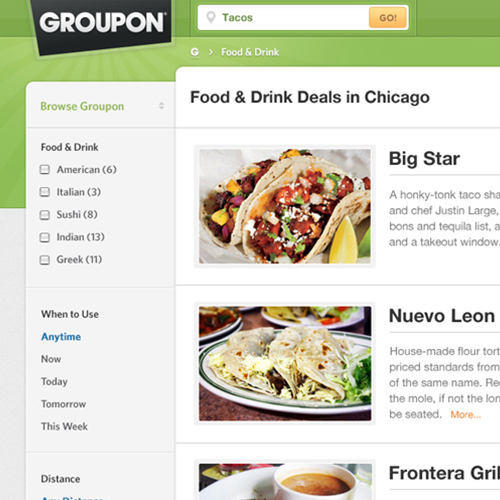 GROUPON®
Tacos
GO!
G > Food & Drink
Browse Groupon
Food & Drink
American (6)
Italian (3)
Sushi (8)
Indian (13)
Greek (11)
When to Use
Anytime
Now
Today
Tomorrow
This Week
Distance
Any Distance
Food & Drink Deals in Chicago
Big Star
A honky-tonk taco sha
and chef Justin Large,
bons and tequila list, a
and a takeout window.
Nuevo Leon
House-made flour tort
priced standards from
of the same name. Re
the mole, if not the lon
be seated. More...
Frontera Gril